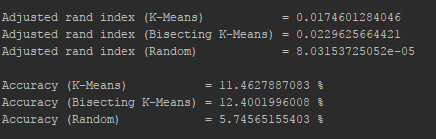 Adjusted rand index (K-Means) = 0.0174601284046
Adjusted rand index (Bisecting K-Means) = 0.0229625664421
Adjusted rand index (Random) = 8.03153725052e-05
Accuracy (K-Means) = 11.4627887083 %
Accuracy (Bisecting K-Means) = 12.4001996008 %
Accuracy (Random) = 5.74565155403 %